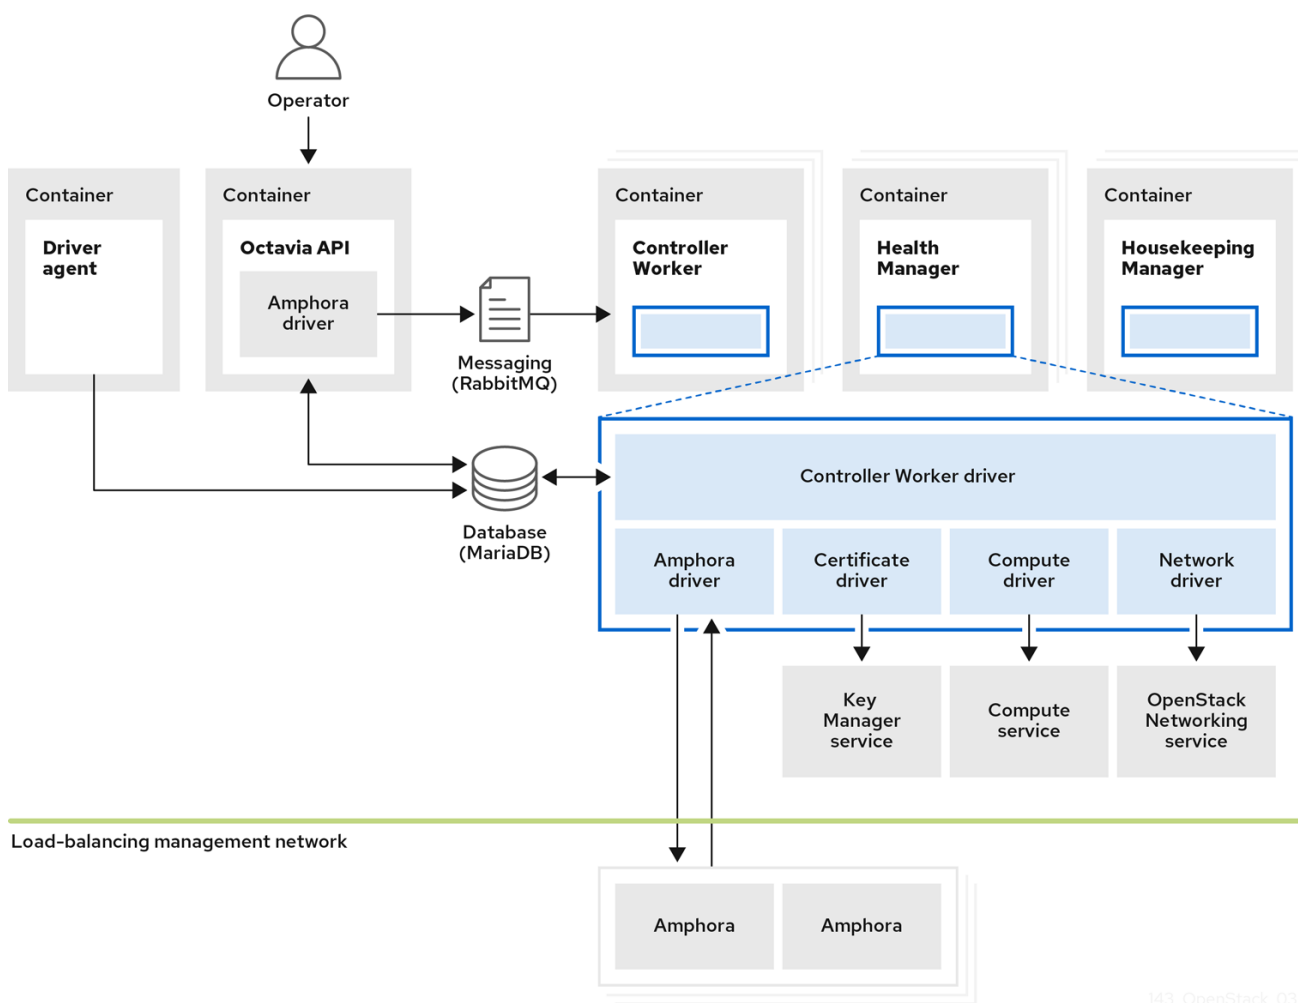 Operator
Container
Driver
agent
Container
Octavia API
Amphora
driver
Messaging
(RabbitMQ)
Container
Controller
Worker
Container
Health
Manager
Container
Housekeeping
Manager
Database
(MariaDB)
Controller Worker driver
Amphora
driver
Certificate
driver
Compute
driver
Network
driver
Key
Manager
service
Compute
service
OpenStack
Networking
service
Load-balancing management network
Amphora
Amphora
OpenStack